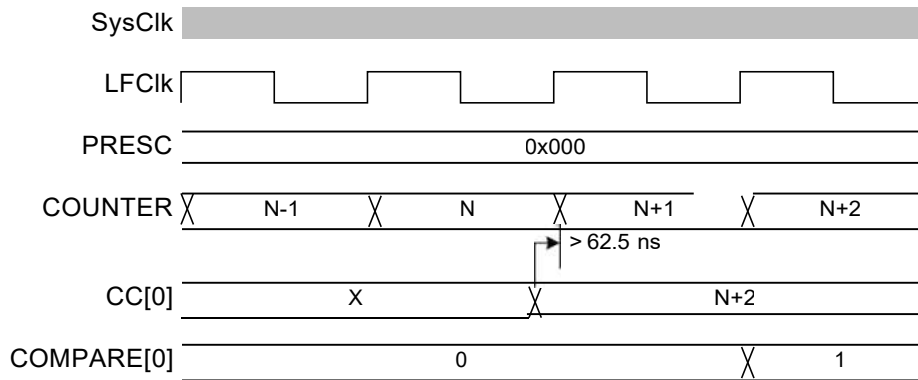 SysClk
LFClk
PRESC 0x000
COUNTER N-1 N N+1 N+2
> 62.5 ns
CC[0] X N+2
COMPARE[0] 0 1